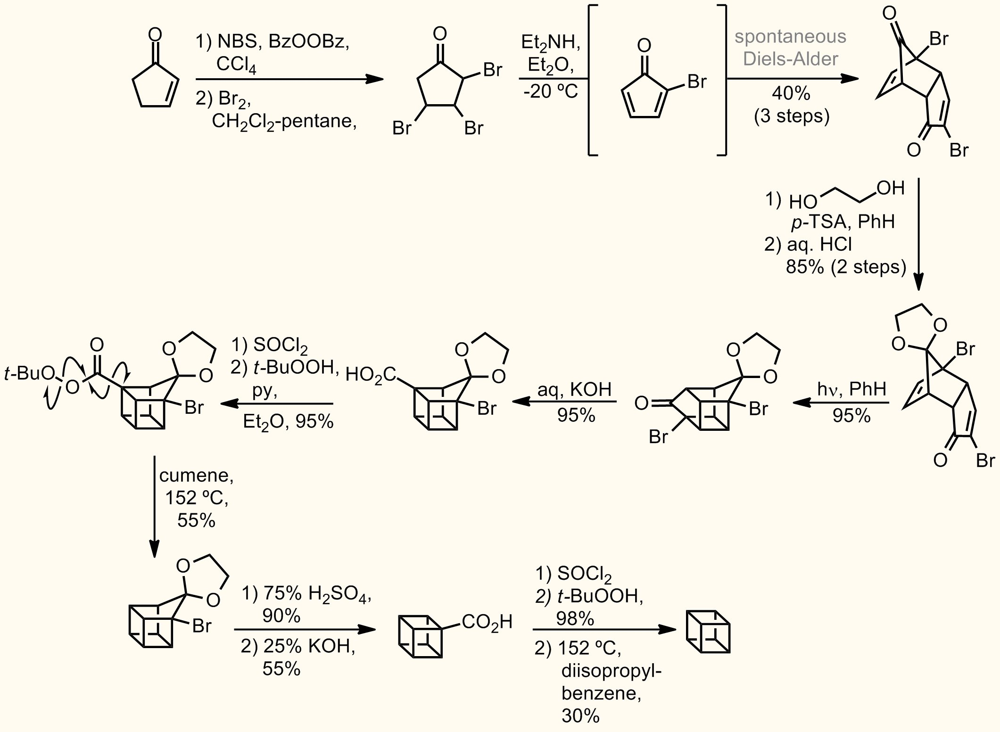 O
1) NBS, BzOOBz,
CCl₄
2) Br₂,
CH₂Cl₂-pentane,
O
Br
Br
Br
Et₂NH,
Et₂O,
-20 ºC
O
Br
spontaneous
Diels-Alder
40%
(3 steps)
O
Br
O
Br
1) HO
OH
p-TSA, PhH
2) aq. HCl
85% (2 steps)
O
O
Br
O
Br
hν, PhH
95%
O
O
O
Br
Br
aq, KOH
95%
HO₂C
O
O
Br
1) SOCl₂
2) t-BuOOH,
py,
Et₂O, 95%
t-BuO
O
O
O
O
Br
cumene,
152 ºC,
55%
O
O
Br
1) 75% H₂SO₄,
90%
2) 25% KOH,
55%
CO₂H
1) SOCl₂
2) t-BuOOH,
98%
2) 152 ºC,
diisopropyl-
benzene,
30%